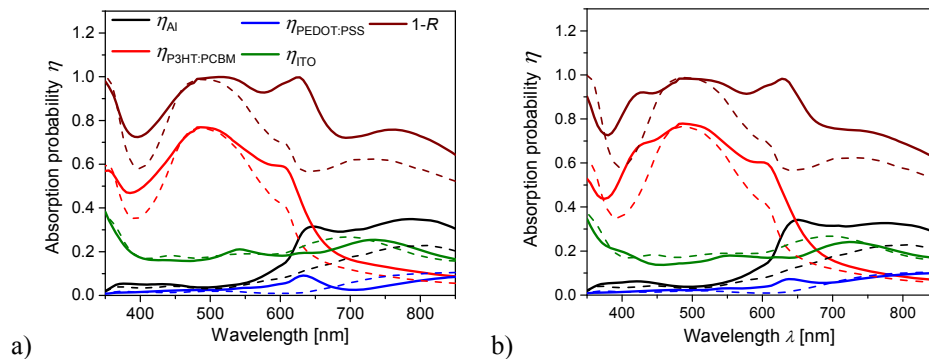 η_Al η_PEDOT:PSS 1-R
η_P3HT:PCBM η_ITO
Absorption probability η
1.2
1.0
0.8
0.6
0.4
0.2
0.0
400 500 600 700 800
Wavelength [nm]
a)
Absorption probability η
1.2
1.0
0.8
0.6
0.4
0.2
0.0
400 500 600 700 800
Wavelength λ [nm]
b)